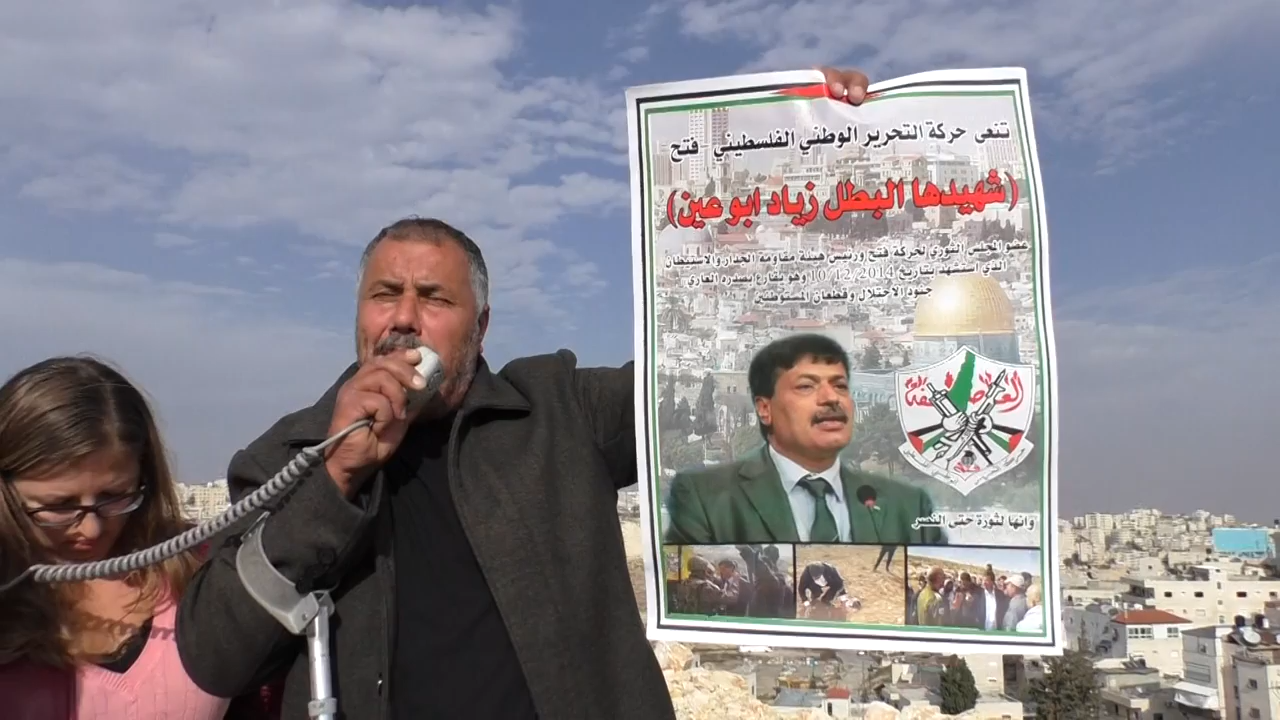 تنعى حركة التحرير الوطني الفلسطيني - فتح
(شهيدها البطل زياد ابو عين)
عضو المجلس الثوري لحركة فتح ورئيس هيئة مقاومة الجدار والاستيطان
الذي استشهد بتاريخ 10/12/2014 وهو يقارع بصدره العاري
جنود الاحتلال وقطعان المستوطنين
العاصفة
فتح
وانها لثورة حتى النصر